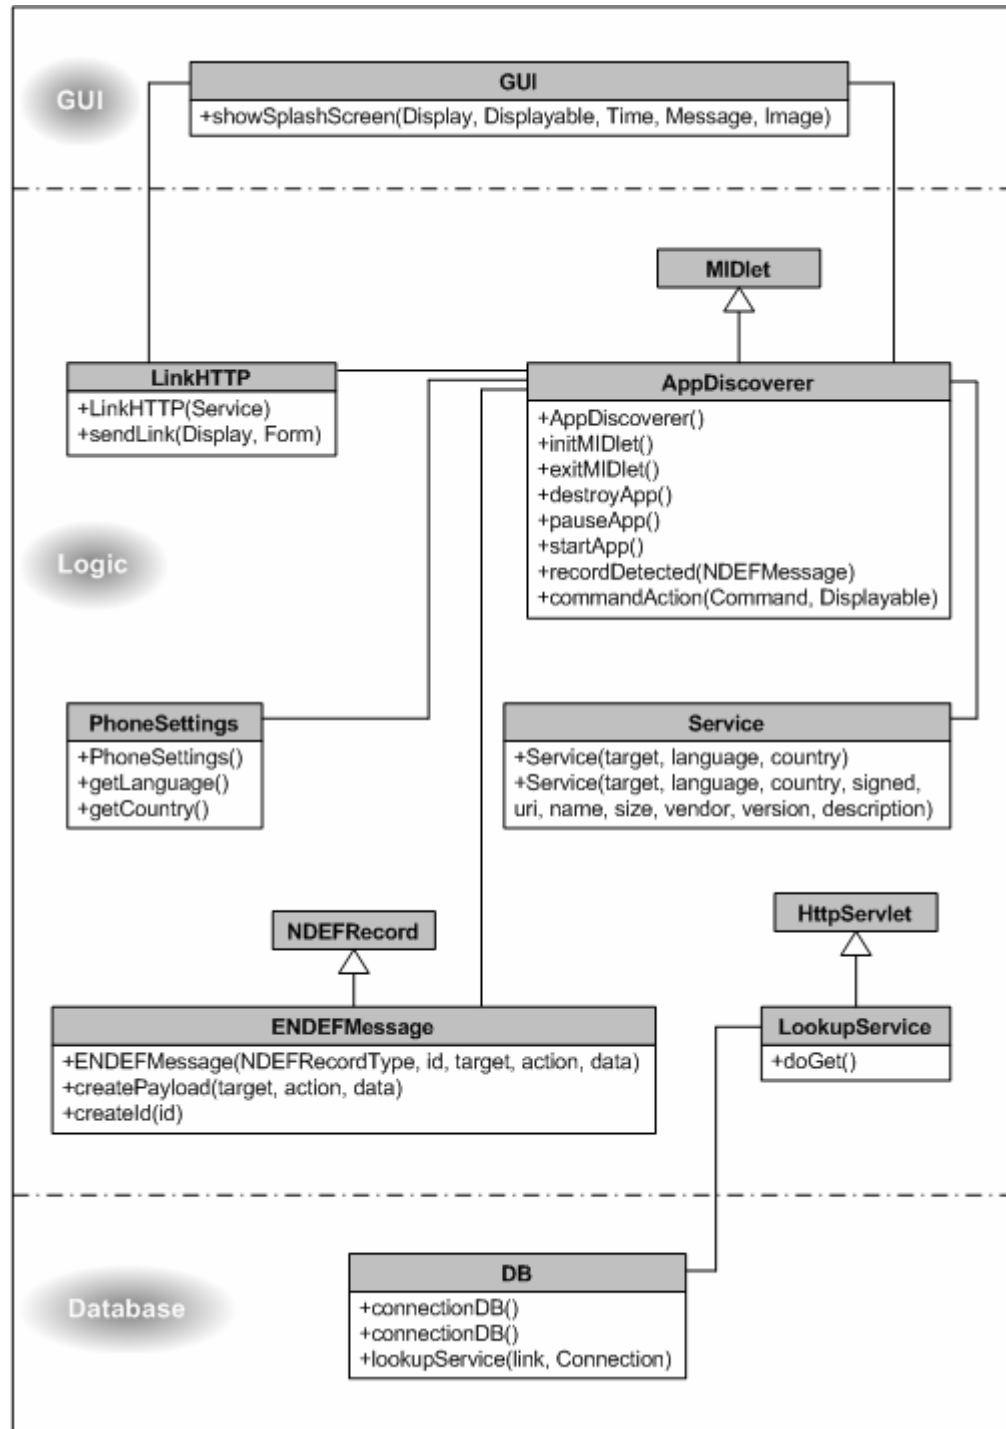 GUI
GUI
+showSplashScreen(Display, Displayable, Time, Message, Image)
MIDlet
LinkHTTP
+LinkHTTP(Service)
+sendLink(Display, Form)
AppDiscoverer
+AppDiscoverer()
+initMIDlet()
+exitMIDlet()
+destroyApp()
+pauseApp()
+startApp()
+recordDetected(NDEFMessage)
+commandAction(Command, Displayable)
Logic
PhoneSettings
+PhoneSettings()
+getLanguage()
+getCountry()
Service
+Service(target, language, country)
+Service(target, language, country, signed,
uri, name, size, vendor, version, description)
NDEFRecord
HttpServlet
ENDEFMessage
+ENDEFMessage(NDEFRecordType, id, target, action, data)
+createPayload(target, action, data)
+createId(id)
LookupService
+doGet()
Database
DB
+connectionDB()
+connectionDB()
+lookupService(link, Connection)